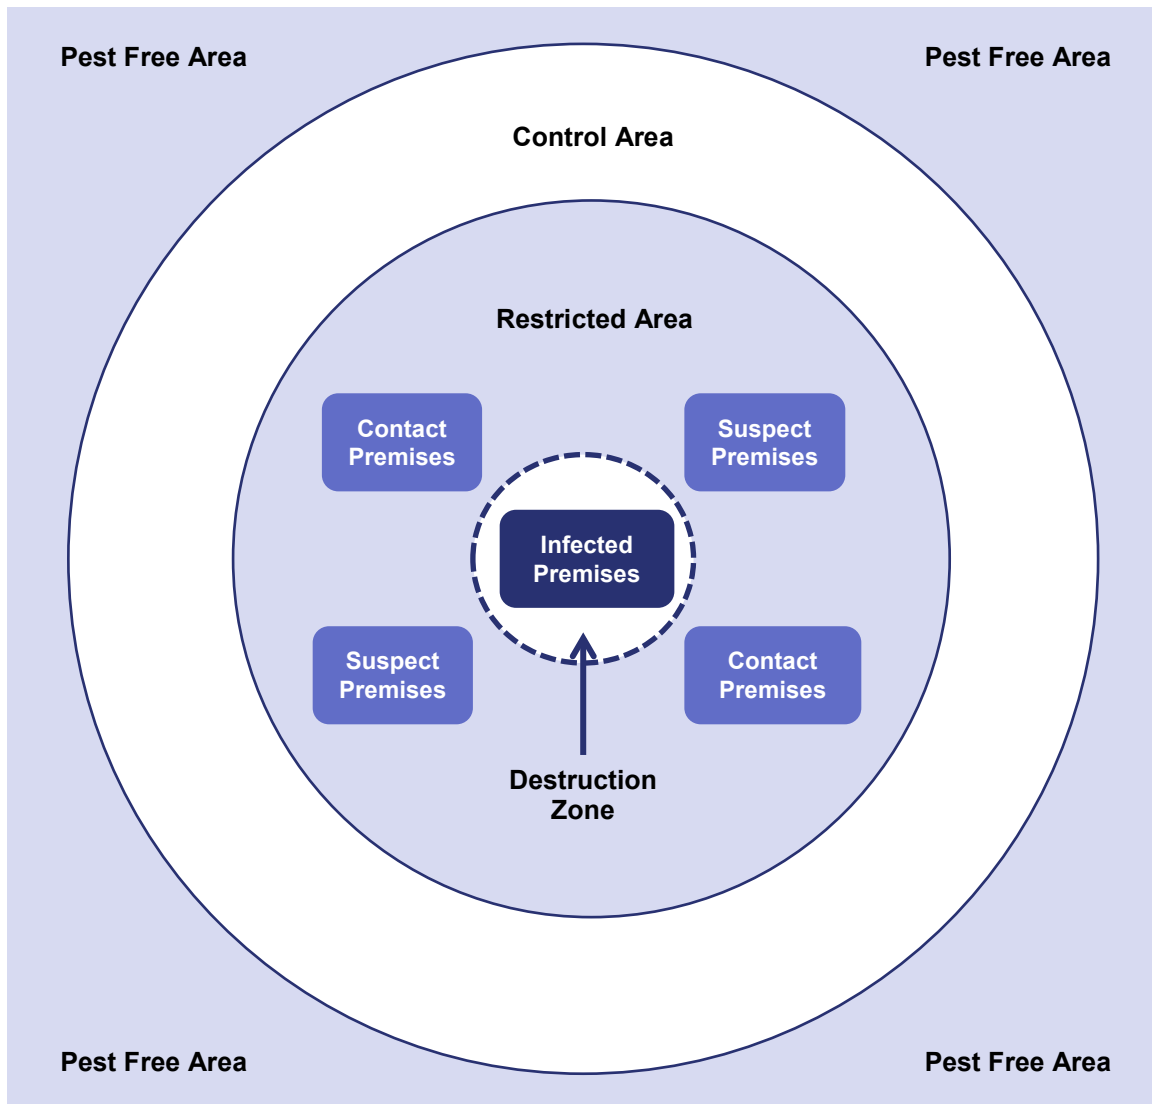 Pest Free Area
Pest Free Area
Control Area
Restricted Area
Contact
Premises
Suspect
Premises
Infected
Premises
Suspect
Premises
Contact
Premises
Destruction
Zone
Pest Free Area
Pest Free Area